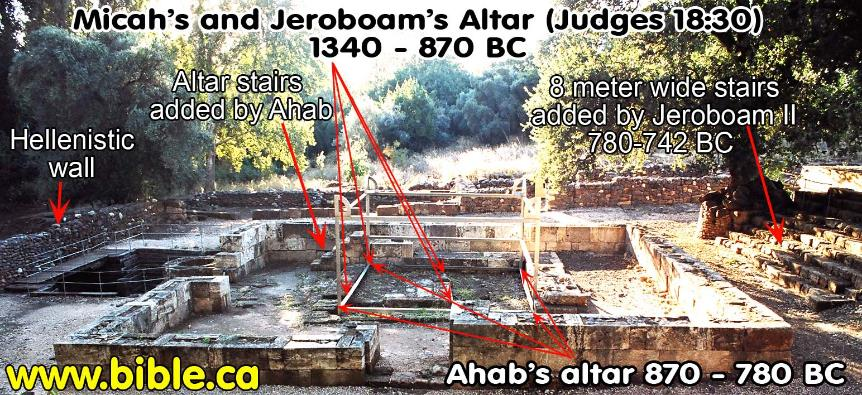 Micah's and Jeroboam's Altar (Judges 18:30)
1340 - 870 BC
Altar stairs
added by Ahab
8 meter wide stairs
added by Jeroboam II
780-742 BC
Hellenistic
wall
www.bible.ca
Ahab's altar 870 - 780 BC